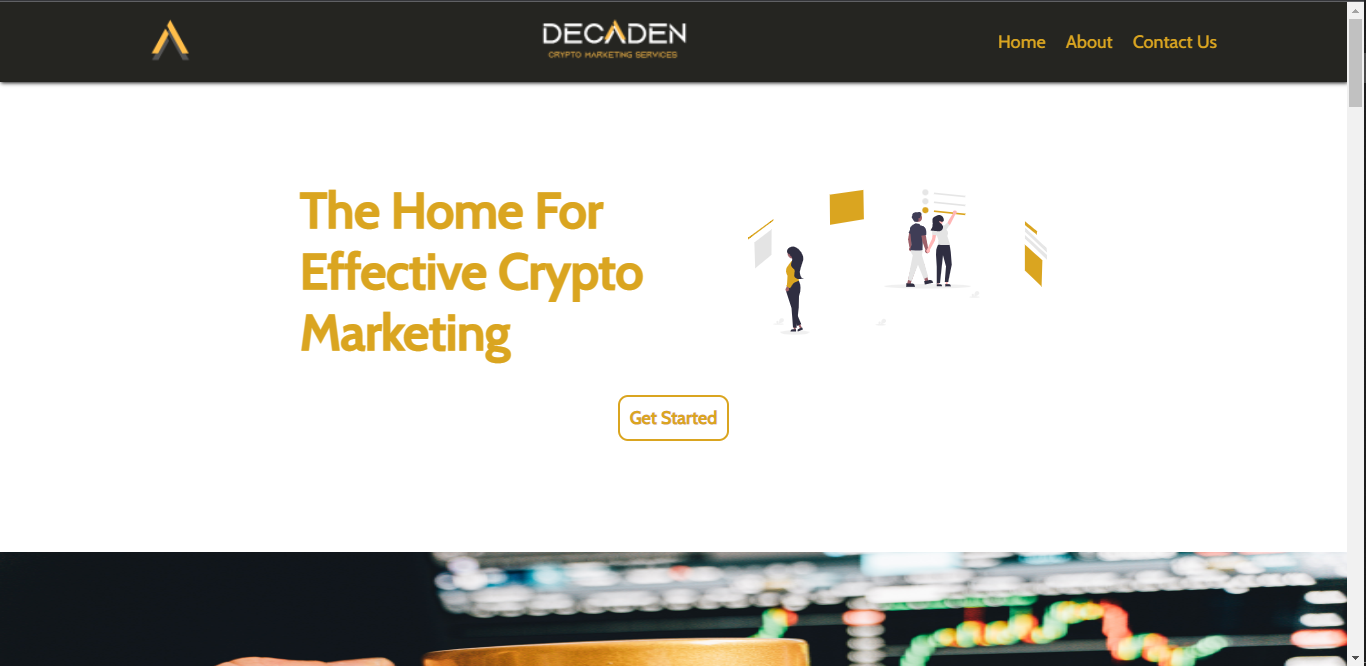 DECADEN
CRYPTO MARKETING SERVICES
Home About Contact Us
The Home For
Effective Crypto
Marketing
Get Started